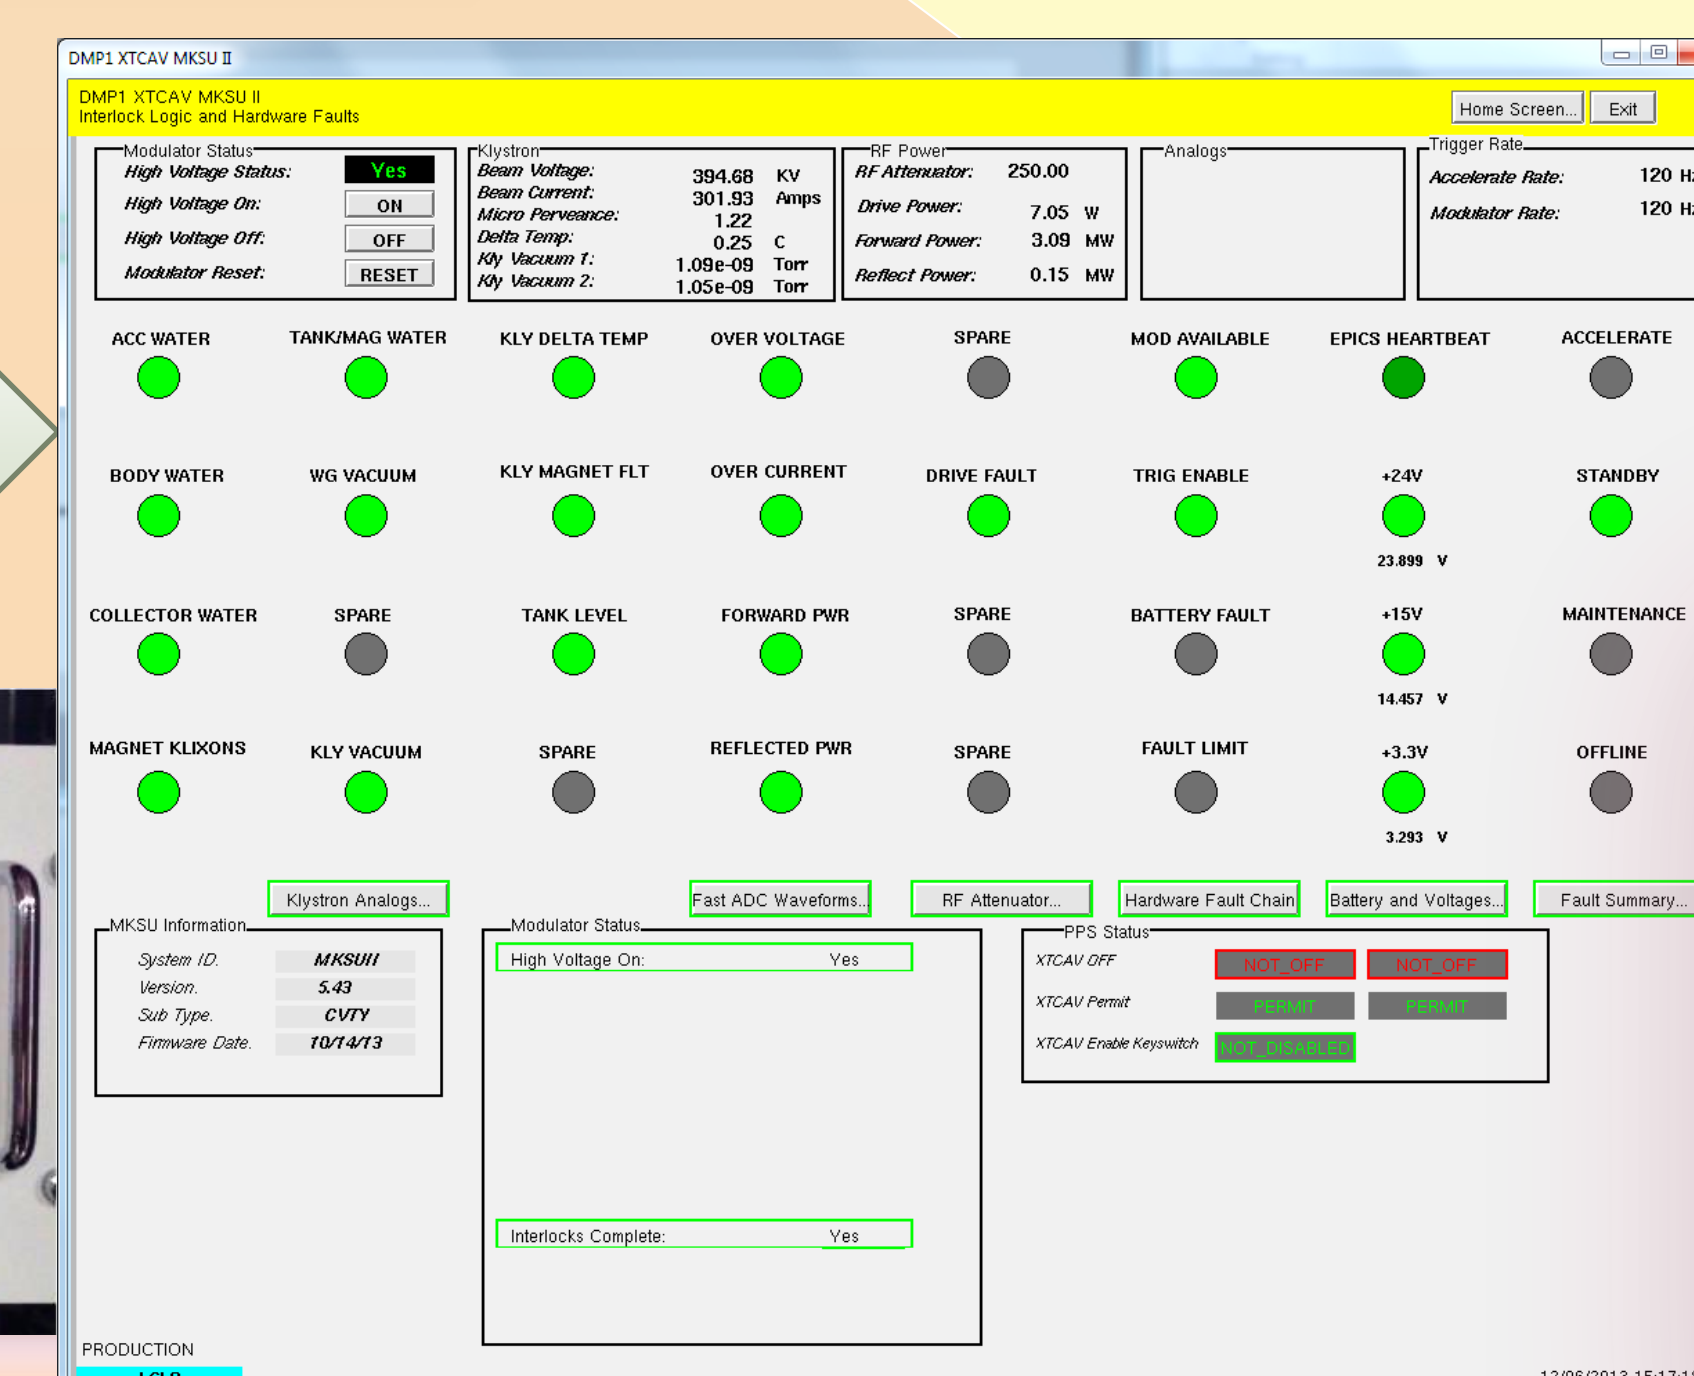 DMP1 XTCAV MKSU II
DMP1 XTCAV MKSU II
Interlock Logic and Hardware Faults
Home Screen... Exit
Modulator Status
High Voltage Status: Yes
High Voltage On: ON
High Voltage Off: OFF
Modulator Reset: RESET
Klystron
Beam Voltage: 394.68 KV
Beam Current: 301.93 Amps
Micro Perveance: 1.22
Delta Temp: 0.25 C
Kly Vacuum 1: 1.09e-09 Torr
Kly Vacuum 2: 1.05e-09 Torr
RF Power
RF Attenuator: 250.00
Drive Power: 7.05 W
Forward Power: 3.09 MW
Reflect Power: 0.15 MW
Analogs
Trigger Rate
Accelerate Rate: 120
Modulator Rate: 120
ACC WATER TANK/MAG WATER KLY DELTA TEMP OVER VOLTAGE SPARE MOD AVAILABLE EPICS HEARTBEAT ACCELERATE
BODY WATER WG VACUUM KLY MAGNET FLT OVER CURRENT DRIVE FAULT TRIG ENABLE +24V STANDBY
23.899 V
COLLECTOR WATER SPARE TANK LEVEL FORWARD PWR SPARE BATTERY FAULT +15V MAINTENANCE
14.457 V
MAGNET KLIXONS KLY VACUUM SPARE REFLECTED PWR SPARE FAULT LIMIT +3.3V OFFLINE
3.293 V
Klystron Analogs... Fast ADC Waveforms... RF Attenuator... Hardware Fault Chain Battery and Voltages... Fault Summary...
MKSU Information
System ID. MKSUII
Version. 5.43
Sub Type. CVTY
Firmware Date. 10/14/13
Modulator Status
High Voltage On: Yes
Interlocks Complete: Yes
PPS Status
XTCAV OFF NOT_OFF NOT_OFF
XTCAV Permit PERMIT PERMIT
XTCAV Enable Keyswitch NOT_DISABLED
PRODUCTION